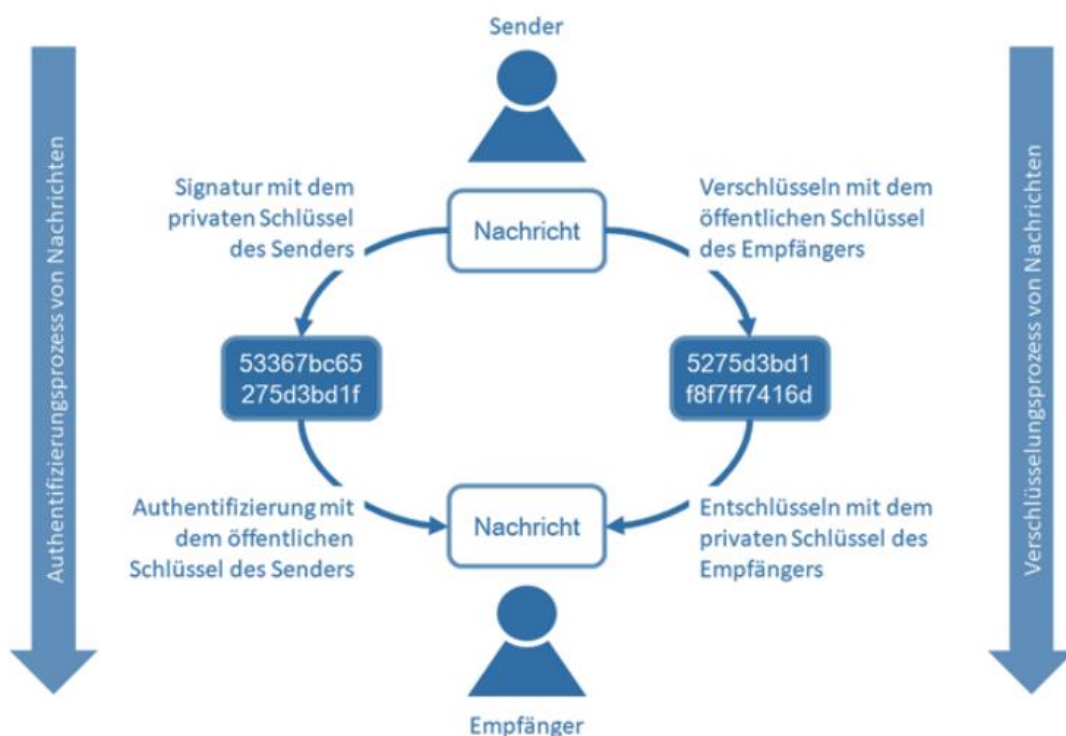 Sender
Authentifizierungsprozess von Nachrichten
Verschlüsselungsprozess von Nachrichten
Signatur mit dem
privaten Schlüssel
des Senders
Nachricht
Verschlüsseln mit dem
öffentlichen Schlüssel
des Empfängers
53367bc65
275d3bd1f
5275d3bd1
f8f7ff7416d
Authentifizierung mit
dem öffentlichen
Schlüssel des Senders
Nachricht
Entschlüsseln mit dem
privaten Schlüssel des
Empfängers
Empfänger